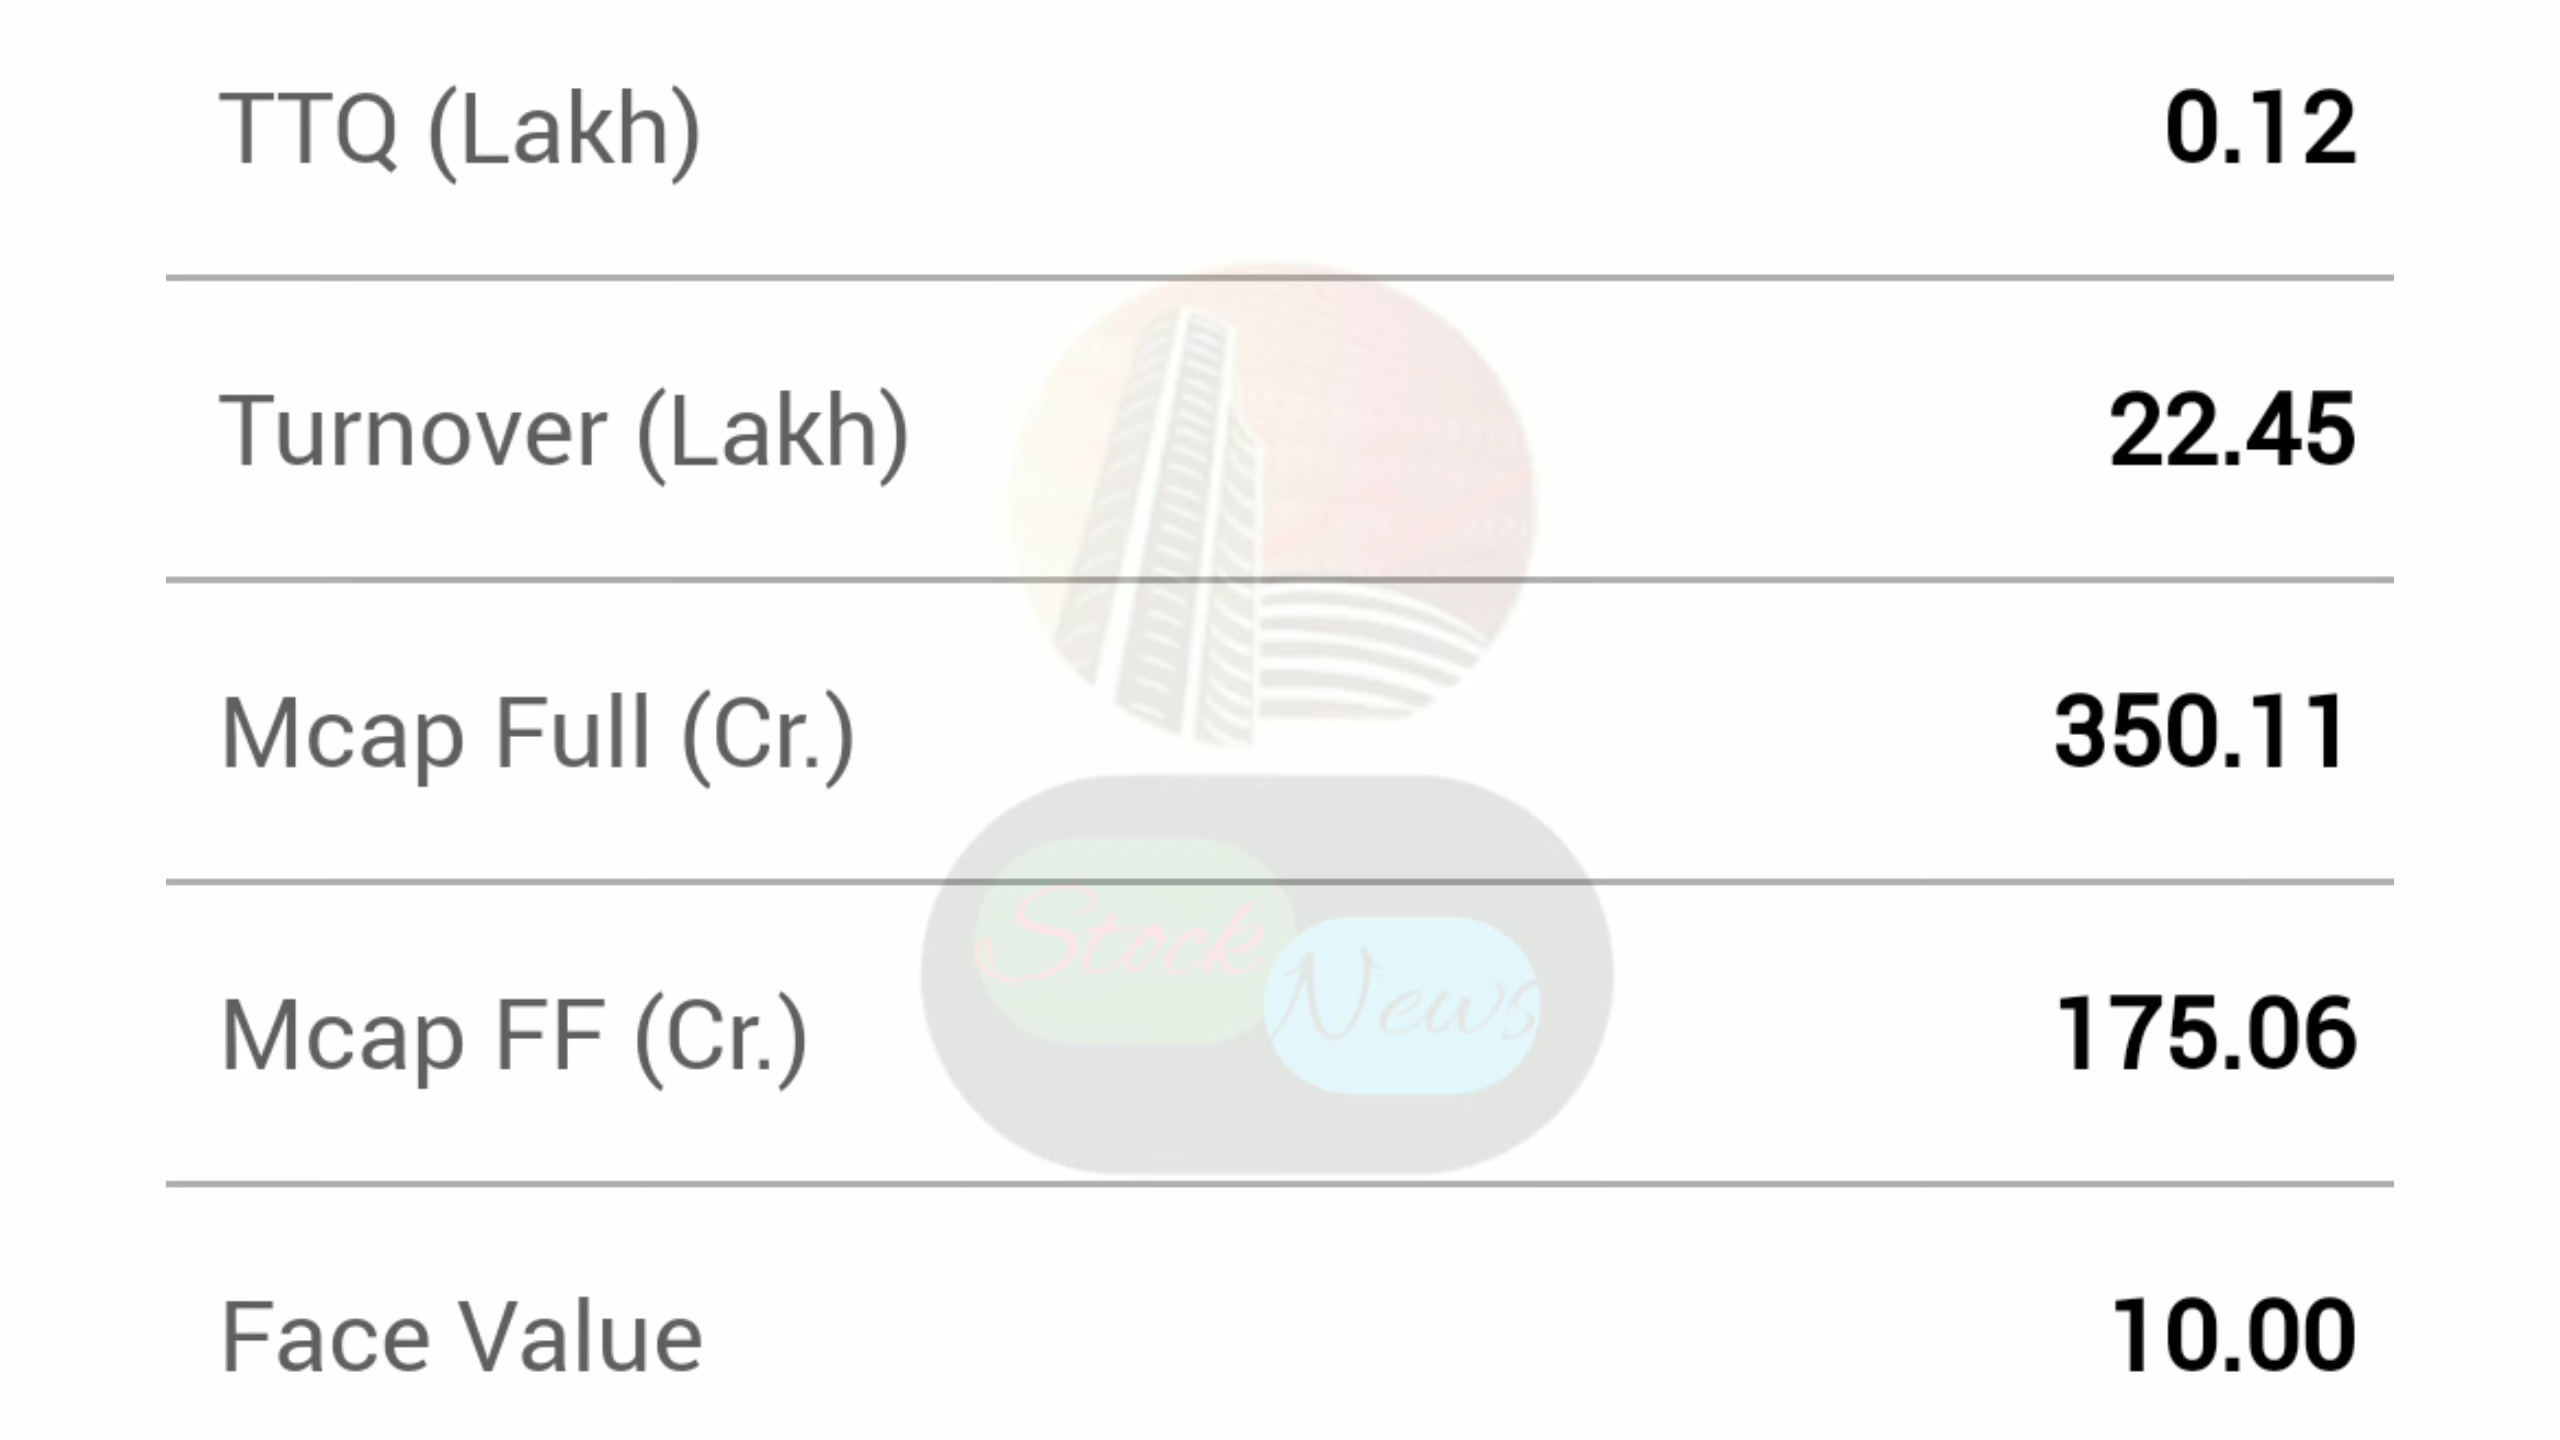 TTQ (Lakh) 0.12
Turnover (Lakh) 22.45
Mcap Full (Cr.) 350.11
Stock
News
Mcap FF (Cr.) 175.06
Face Value 10.00